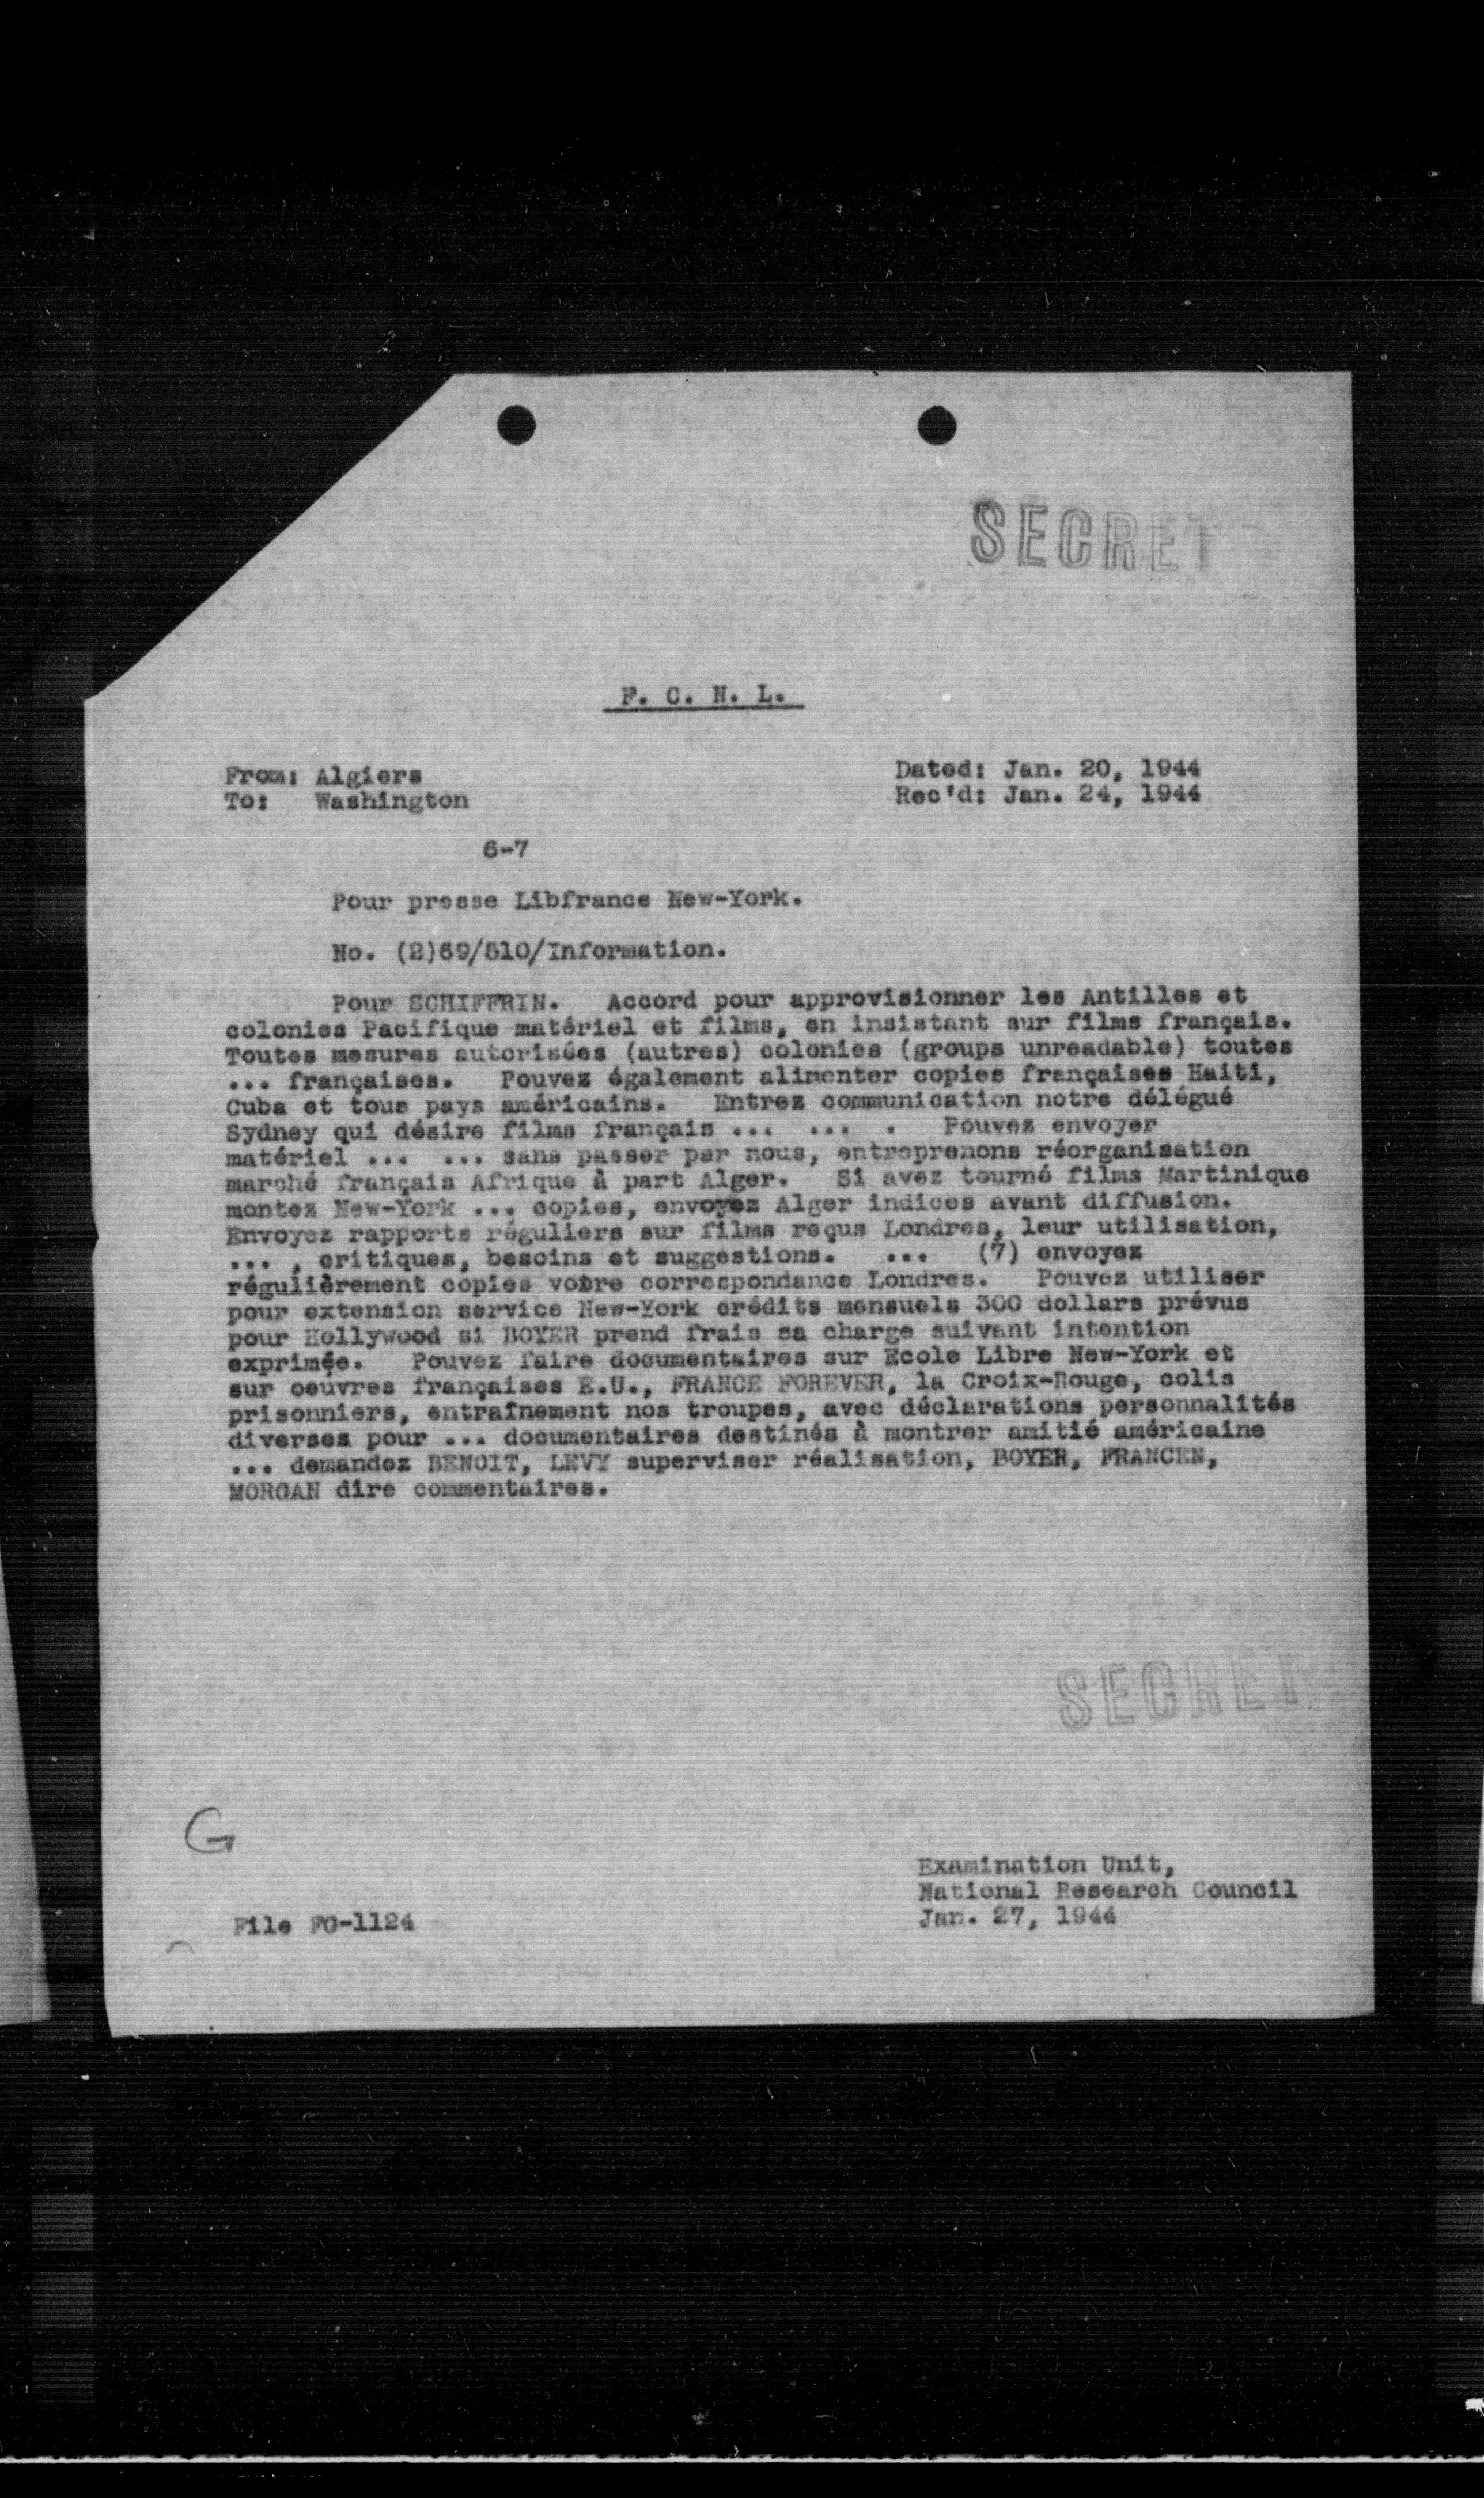 SECRET
F. C. N. L.
From: Algiers
To: Washington
Dated: Jan. 20, 1944
Rec'd: Jan. 24, 1944
6-7
Pour presse Libfrance New-York.
No. (2)69/510/Information.
Pour SCHIFFRIN. Accord pour approvisionner les Antilles et
colonies Pacifique matériel et films, en insistant sur films français.
Toutes mesures autorisées (autres) colonies (groups unreadable) toutes
... françaises. Pouvez également alimenter copies françaises Haiti,
Cuba et tous pays américains. Entrez communication notre délégué
Sydney qui désire films français ... ... . Pouvez envoyer
matériel ... ... sans passer par nous, entreprenons réorganisation
marché français Afrique à part Alger. Si avez tourné films Martinique
montez New-York ... copies, envoyez Alger indices avant diffusion.
Envoyez rapports réguliers sur films reçus Londres, leur utilisation,
... , critiques, besoins et suggestions. ... (7) envoyez
régulièrement copies votre correspondance Londres. Pouvez utiliser
pour extension service New-York crédits mensuels 300 dollars prévus
pour Hollywood si BOYER prend frais sa charge suivant intention
exprimée. Pouvez faire documentaires sur Ecole Libre New-York et
sur oeuvres françaises E.U., FRANCE FOREVER, la Croix-Rouge, colis
prisonniers, entraînement nos troupes, avec déclarations personnalités
diverses pour ... documentaires destinés à montrer amitié américaine
... demandez BENOIT, LEVY superviser réalisation, BOYER, FRANCEN,
MORGAN dire commentaires.
SECRET
G
Examination Unit,
National Research Council
Jan. 27, 1944
File FG-1124